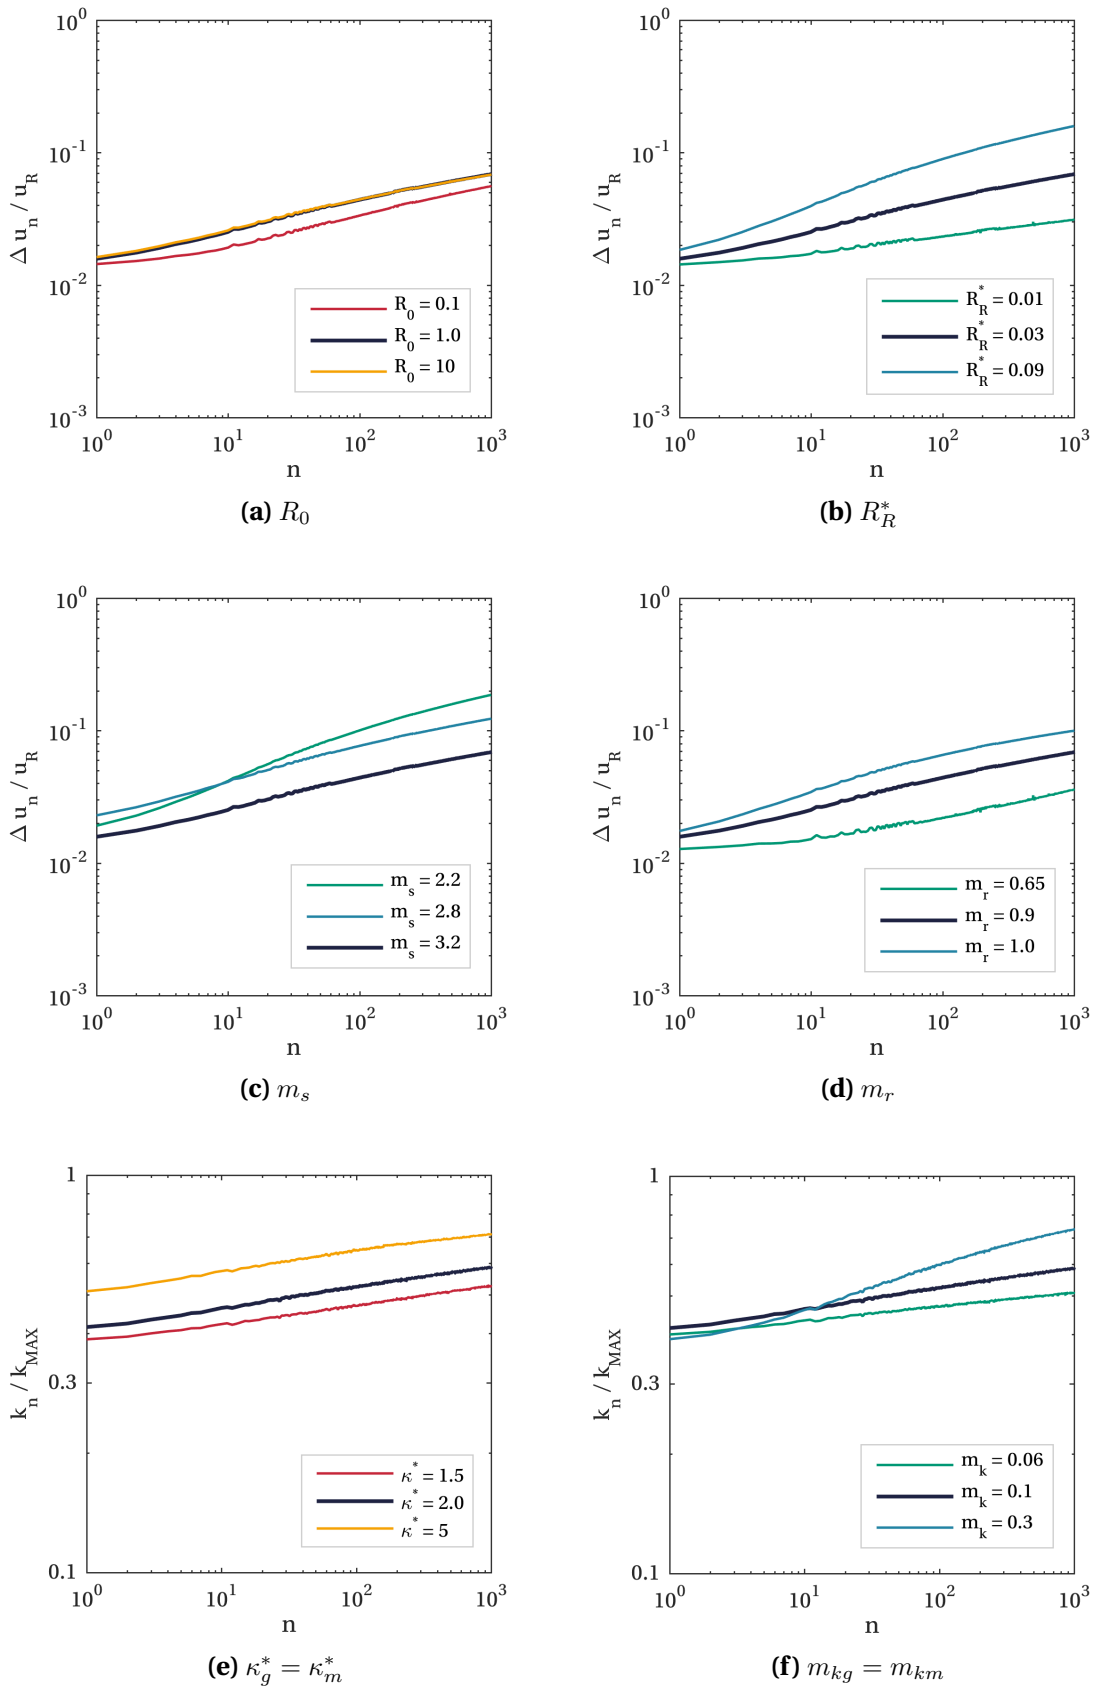 10^0
10^-1
10^-2
10^-3
Δ u_n / u_R
R_0 = 0.1
R_0 = 1.0
R_0 = 10
10^0 10^1 10^2 10^3
n
(a) R_0
10^0
10^-1
10^-2
10^-3
Δ u_n / u_R
R_R^* = 0.01
R_R^* = 0.03
R_R^* = 0.09
10^0 10^1 10^2 10^3
n
(b) R_R^*
10^0
10^-1
10^-2
10^-3
Δ u_n / u_R
m_s = 2.2
m_s = 2.8
m_s = 3.2
10^0 10^1 10^2 10^3
n
(c) m_s
10^0
10^-1
10^-2
10^-3
Δ u_n / u_R
m_r = 0.65
m_r = 0.9
m_r = 1.0
10^0 10^1 10^2 10^3
n
(d) m_r
1
0.3
0.1
k_n / k_MAX
κ^* = 1.5
κ^* = 2.0
κ^* = 5
10^0 10^1 10^2 10^3
n
(e) κ_g^* = κ_m^*
1
0.3
0.1
k_n / k_MAX
m_k = 0.06
m_k = 0.1
m_k = 0.3
10^0 10^1 10^2 10^3
n
(f) m_kg = m_km